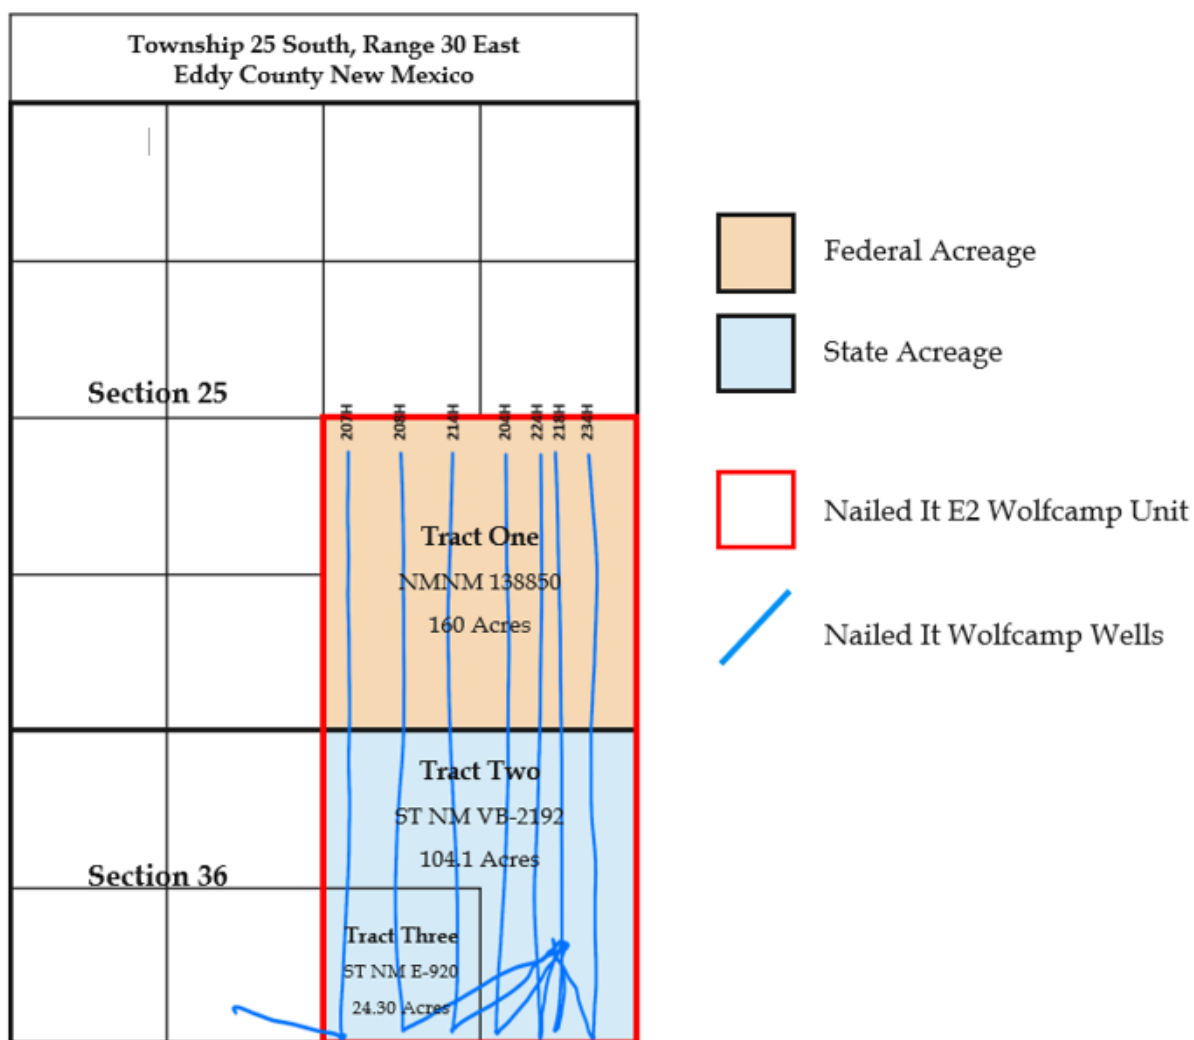 Township 25 South, Range 30 East
Eddy County New Mexico
Federal Acreage
State Acreage
Section 25
207H
208H
214H
204H
224H
218H
234H
Nailed It E2 Wolfcamp Unit
Tract One
NMNM 138850
160 Acres
Nailed It Wolfcamp Wells
Tract Two
ST NM VB-2192
104.1 Acres
Section 36
Tract Three
ST NM E-920
24.30 Acres